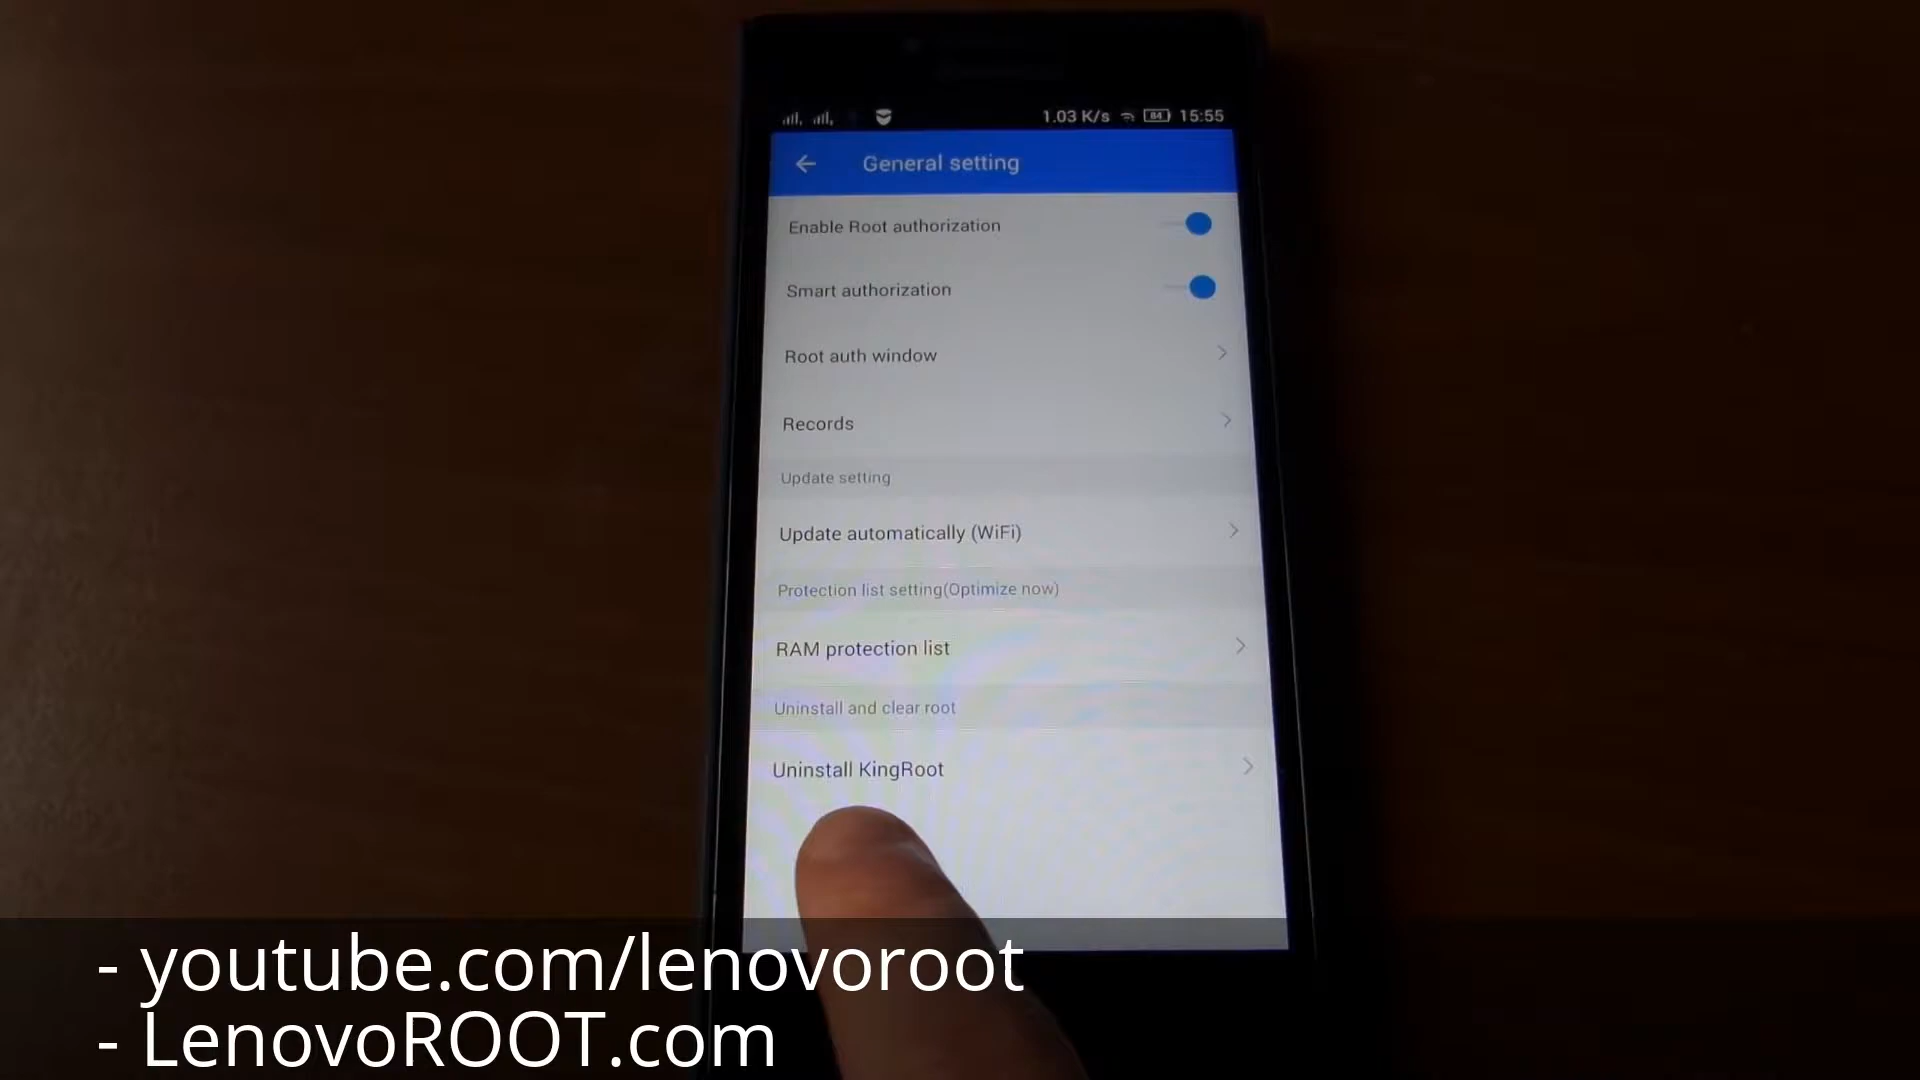 1.03 K/s 84 15:55
General setting
Enable Root authorization
Smart authorization
Root auth window
Records
Update setting
Update automatically (WiFi)
Protection list setting(Optimize now)
RAM protection list
Uninstall and clear root
Uninstall KingRoot
- youtube.com/lenovoroot
- LenovoROOT.com